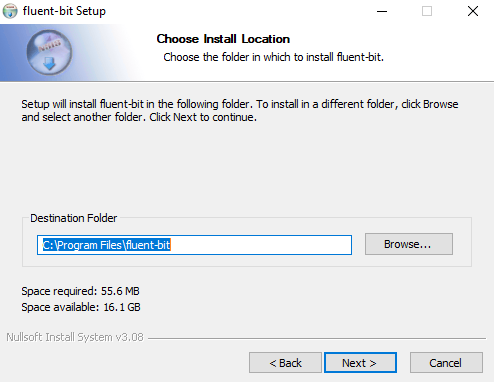 fluent-bit Setup
Choose Install Location
Choose the folder in which to install fluent-bit.
Setup will install fluent-bit in the following folder. To install in a different folder, click Browse
and select another folder. Click Next to continue.
Destination Folder
C:\Program Files\fluent-bit
Browse...
Space required: 55.6 MB
Space available: 16.1 GB
Nullsoft Install System v3.08
< Back
Next >
Cancel